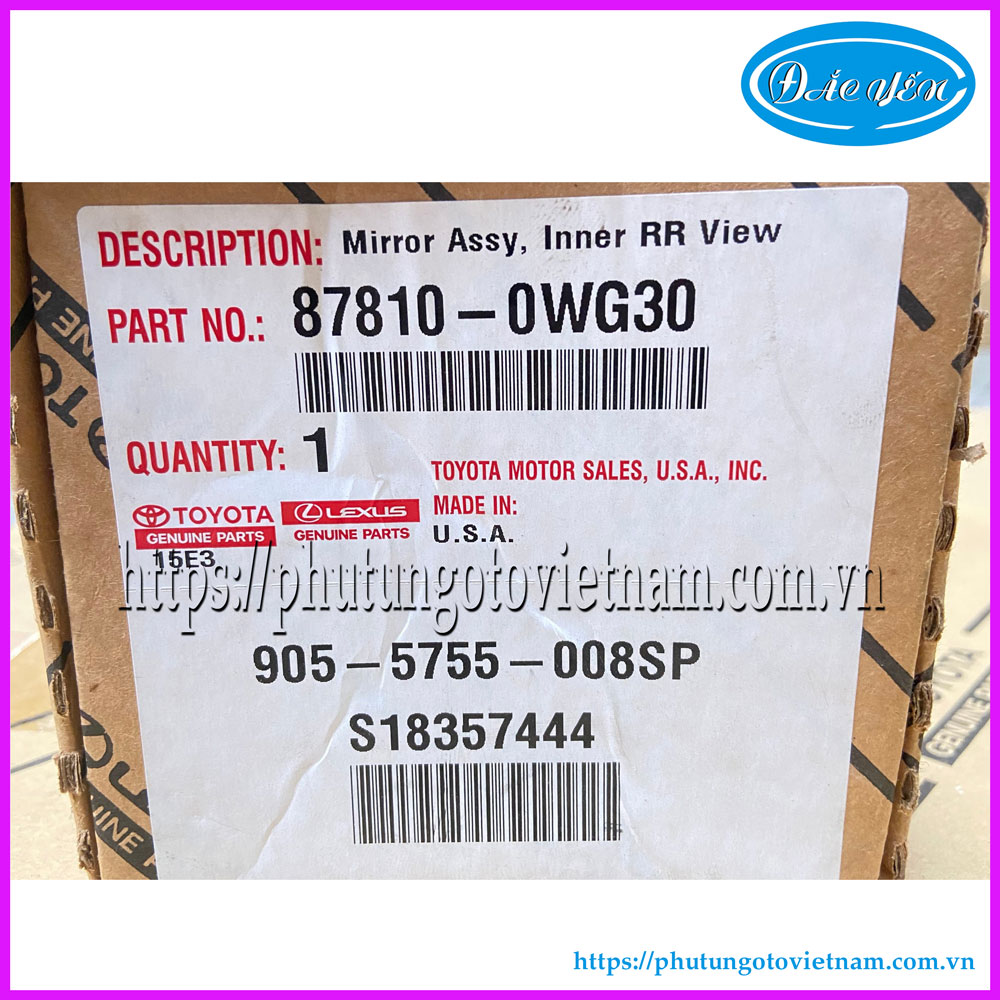 ĐẮC YẾN
DESCRIPTION: Mirror Assy, Inner RR View
PART NO.: 87810-0WG30
QUANTITY: 1
TOYOTA MOTOR SALES, U.S.A., INC.
TOYOTA
GENUINE PARTS
LEXUS
GENUINE PARTS
MADE IN:
U.S.A.
15E3
https://phutungotovietnam.com.vn
905-5755-008SP
S18357444
TOYOTA
GENUINE
https://phutungotovietnam.com.vn